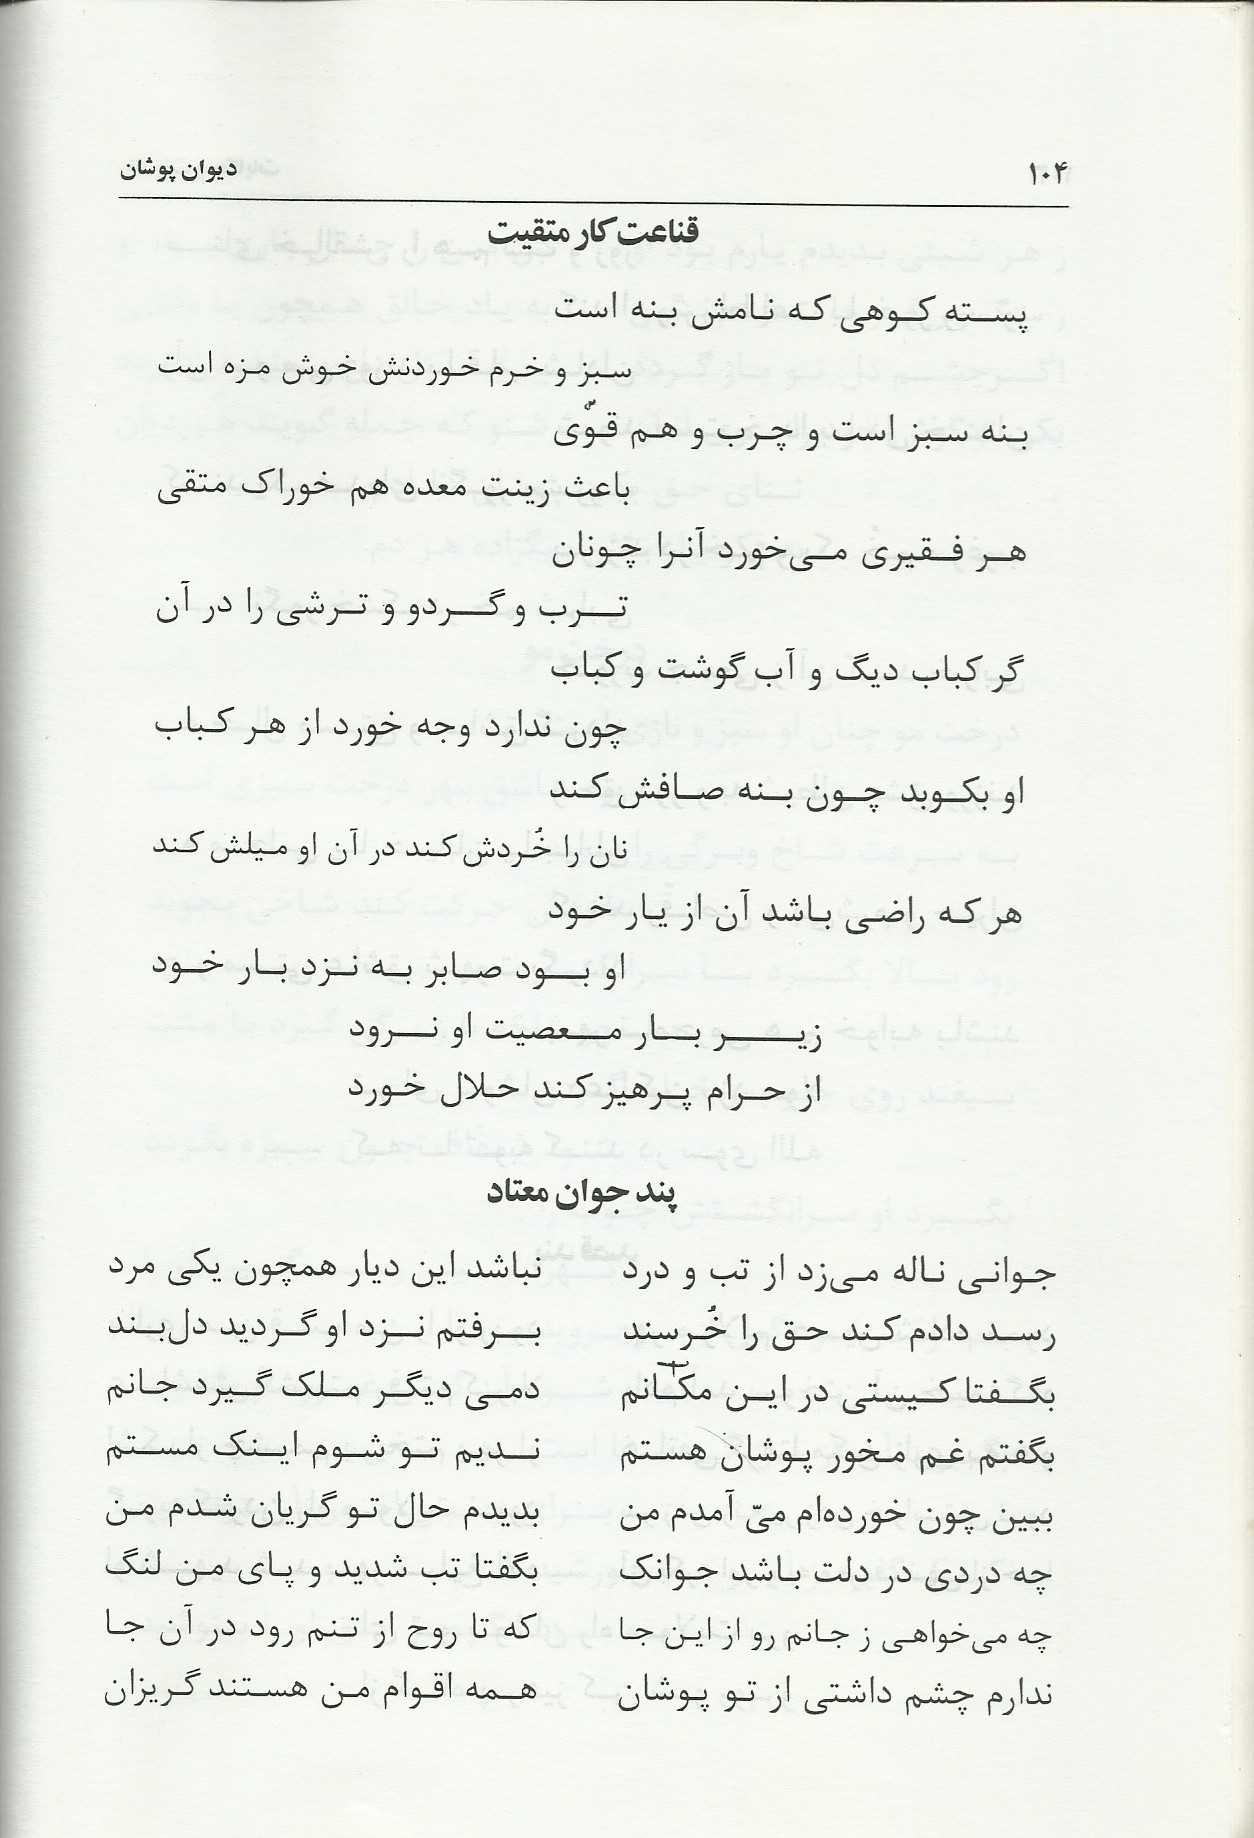 ۱۰۴ دیوان پوشان
قناعت کار متقیت
پسته کوهی که نامش بنه است
سبز و خرم خوردنش خوش مزه است
بنه سبز است و چرب و هم قوّی
باعث زینت معده هم خوراک متقی
هر فقیری می‌خورد آنرا چونان
ترب و گردو و ترشی را در آن
گر کباب دیگ و آب گوشت و کباب
چون ندارد وجه خورد از هر کباب
او بکوبد چون بنه صافش کند
نان را خُردش کند در آن او میلش کند
هر که راضی باشد آن از یار خود
او بود صابر به نزد بار خود
زیر بار معصیت او نرود
از حرام پرهیز کند حلال خورد
پند جوان معتاد
جوانی ناله می‌زد از تب و درد نباشد این دیار همچون یکی مرد
رسد دادم کند حق را خُرسند برفتم نزد او گردید دل‌بند
بگفتا کیستی در این مکانم دمی دیگر ملک گیرد جانم
بگفتم غم مخور پوشان هستم ندیم تو شوم اینک مستم
ببین چون خورده‌ام میّ آمدم من بدیدم حال تو گریان شدم من
چه دردی در دلت باشد جوانک بگفتا تب شدید و پای من لنگ
چه می‌خواهی ز جانم رو از این جا که تا روح از تنم رود در آن جا
ندارم چشم داشتی از تو پوشان همه اقوام من هستند گریزان